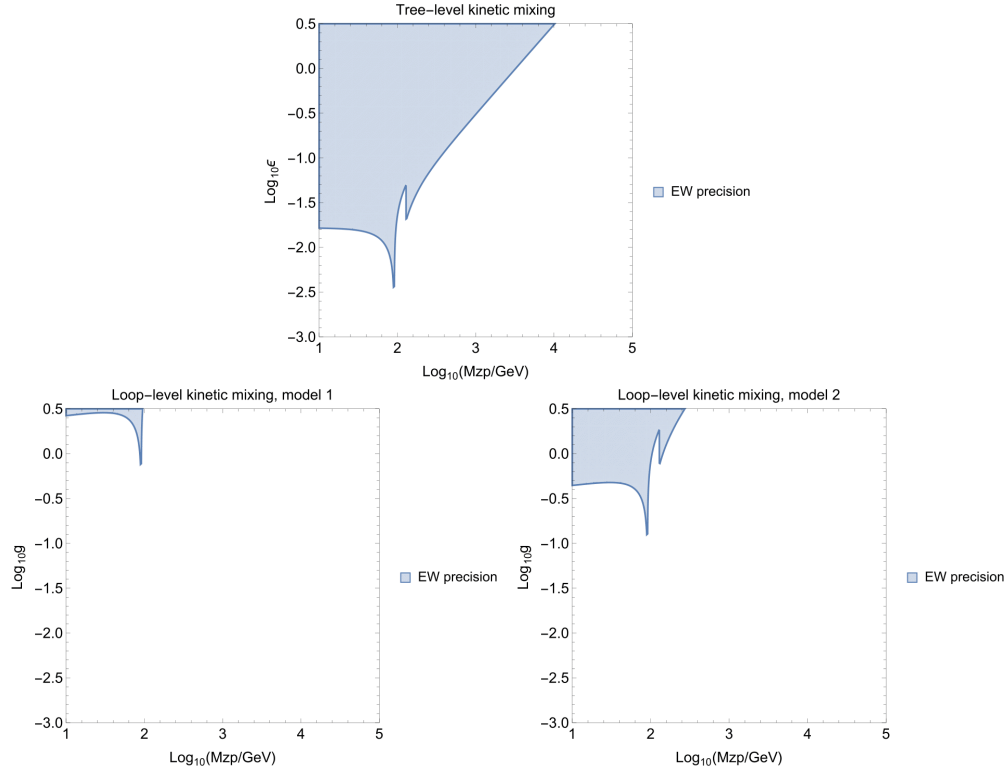 Tree-level kinetic mixing
0.5
0.0
-0.5
-1.0
-1.5
-2.0
-2.5
-3.0
Log10ϵ
1 2 3 4 5
Log10(Mzp/GeV)
EW precision
Loop-level kinetic mixing, model 1
0.5
0.0
-0.5
-1.0
-1.5
-2.0
-2.5
-3.0
Log10g
1 2 3 4 5
Log10(Mzp/GeV)
EW precision
Loop-level kinetic mixing, model 2
0.5
0.0
-0.5
-1.0
-1.5
-2.0
-2.5
-3.0
Log10g
1 2 3 4 5
Log10(Mzp/GeV)
EW precision